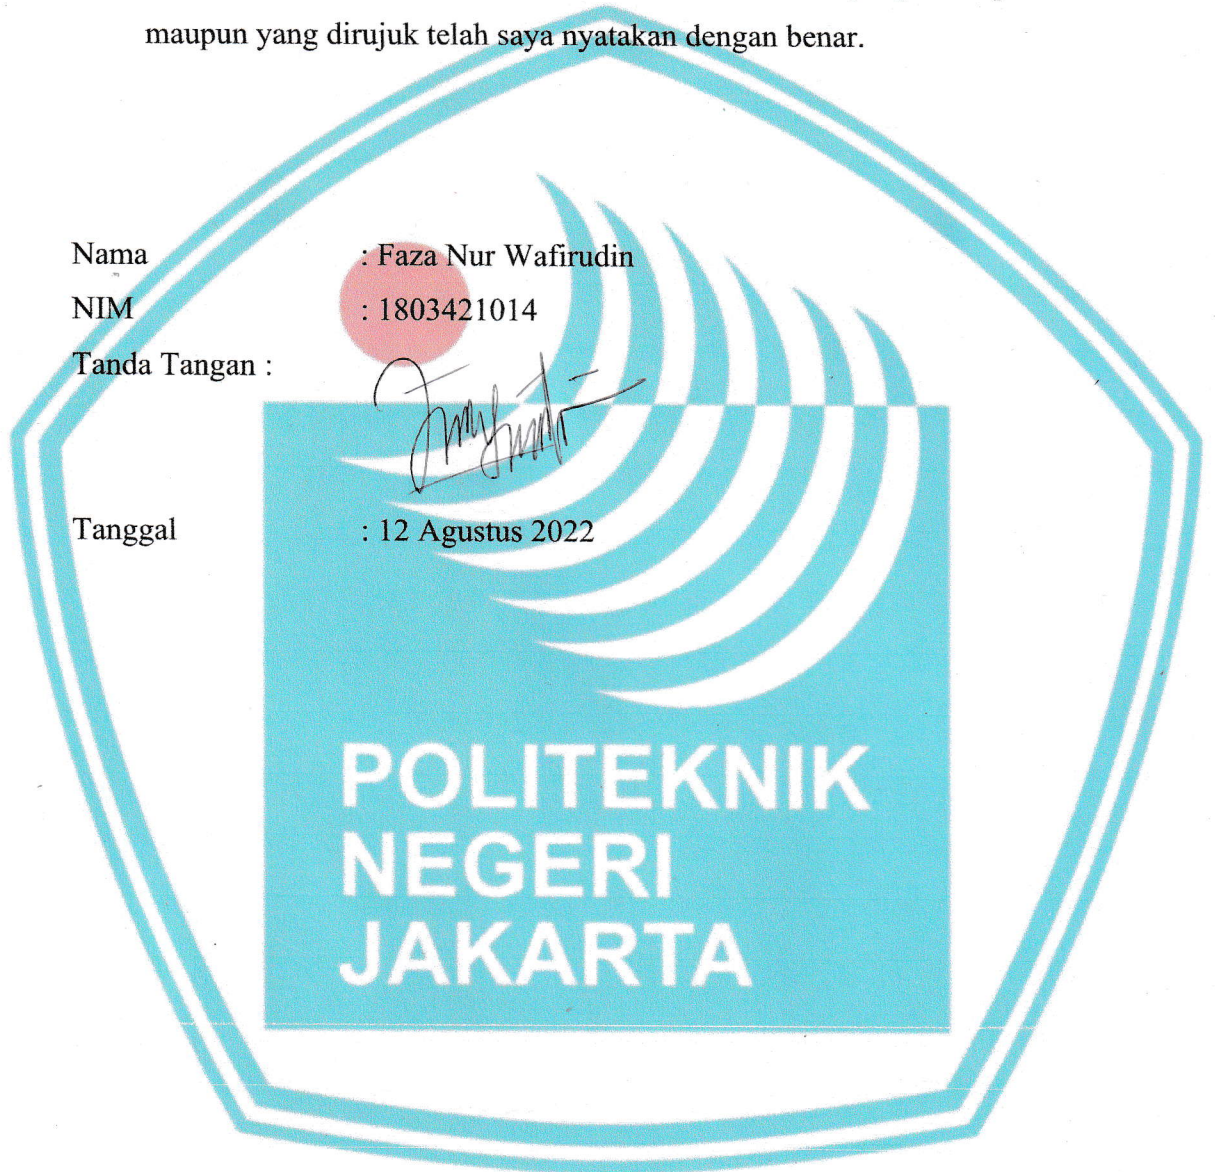 maupun yang dirujuk telah saya nyatakan dengan benar.
Nama : Faza Nur Wafirudin
NIM : 1803421014
Tanda Tangan :
Tanggal : 12 Agustus 2022
POLITEKNIK
NEGERI
JAKARTA